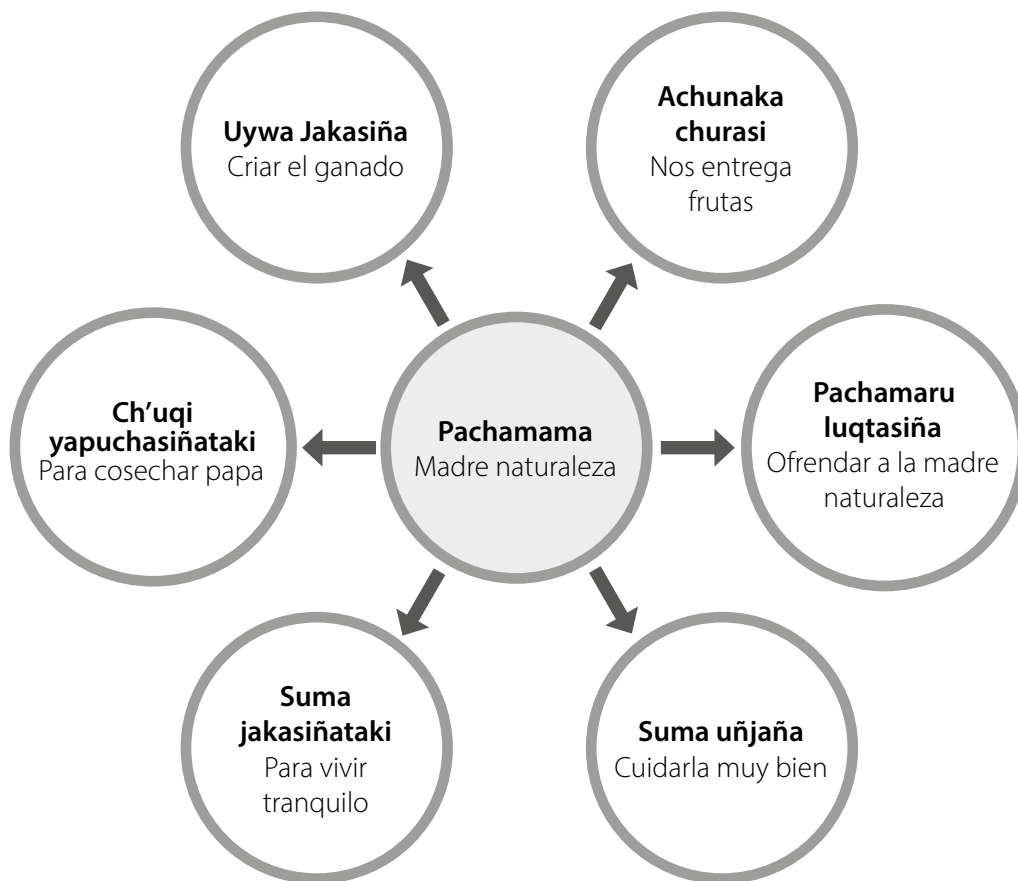 Uywa Jakasiña
Criar el ganado
Achunaka
churasi
Nos entrega
frutas
Ch’uqi
yapuchasiñataki
Para cosechar papa
Pachamama
Madre naturaleza
Pachamaru
luqtasiña
Ofrendar a la madre
naturaleza
Suma
jakasiñataki
Para vivir
tranquilo
Suma uñjaña
Cuidarla muy bien